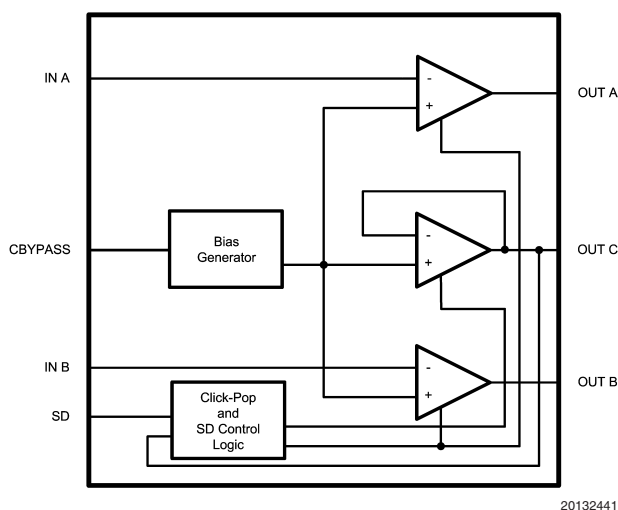 IN A
-
+
OUT A
CBYPASS
Bias
Generator
-
+
OUT C
IN B
-
+
OUT B
SD
Click-Pop
and
SD Control
Logic
20132441